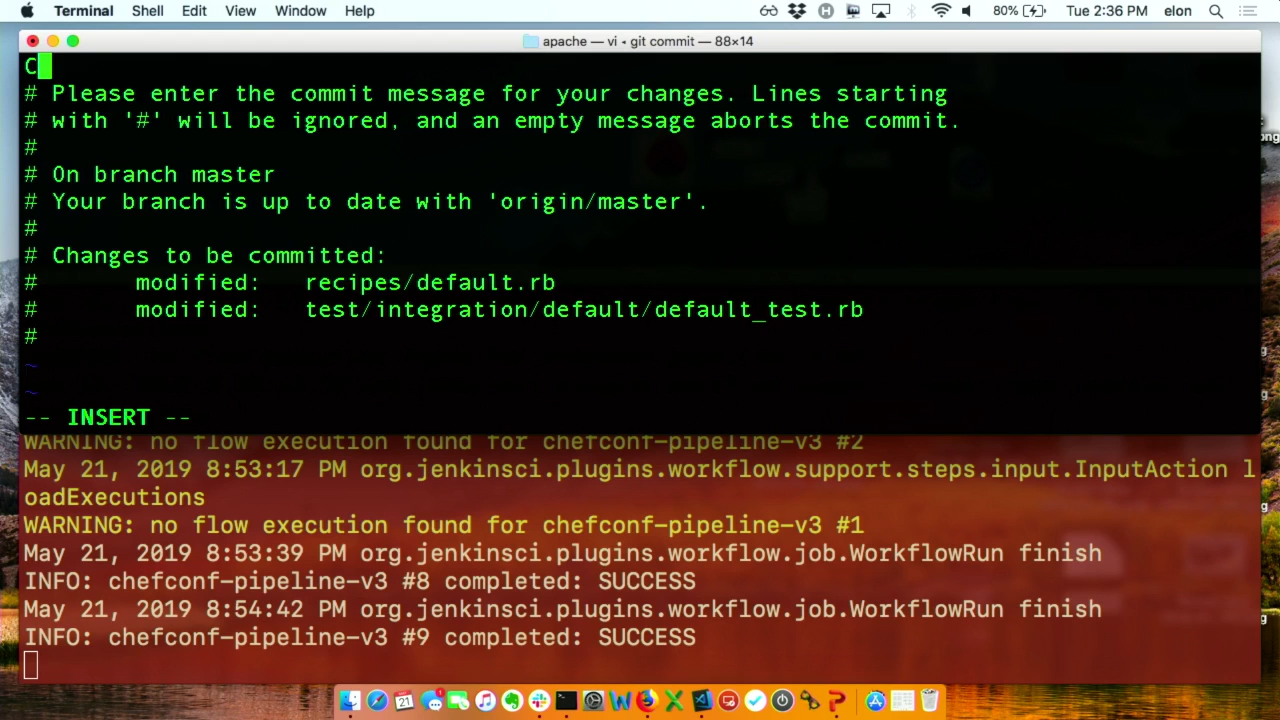 Terminal Shell Edit View Window Help 80% Tue 2:36 PM elon
apache — vi ◂ git commit — 88×14
C
# Please enter the commit message for your changes. Lines starting
# with '#' will be ignored, and an empty message aborts the commit.
#
# On branch master
# Your branch is up to date with 'origin/master'.
#
# Changes to be committed:
#       modified:   recipes/default.rb
#       modified:   test/integration/default/default_test.rb
#
~
~
-- INSERT --
WARNING: no flow execution found for chefconf-pipeline-v3 #2
May 21, 2019 8:53:17 PM org.jenkinsci.plugins.workflow.support.steps.input.InputAction l
oadExecutions
WARNING: no flow execution found for chefconf-pipeline-v3 #1
May 21, 2019 8:53:39 PM org.jenkinsci.plugins.workflow.job.WorkflowRun finish
INFO: chefconf-pipeline-v3 #8 completed: SUCCESS
May 21, 2019 8:54:42 PM org.jenkinsci.plugins.workflow.job.WorkflowRun finish
INFO: chefconf-pipeline-v3 #9 completed: SUCCESS
21